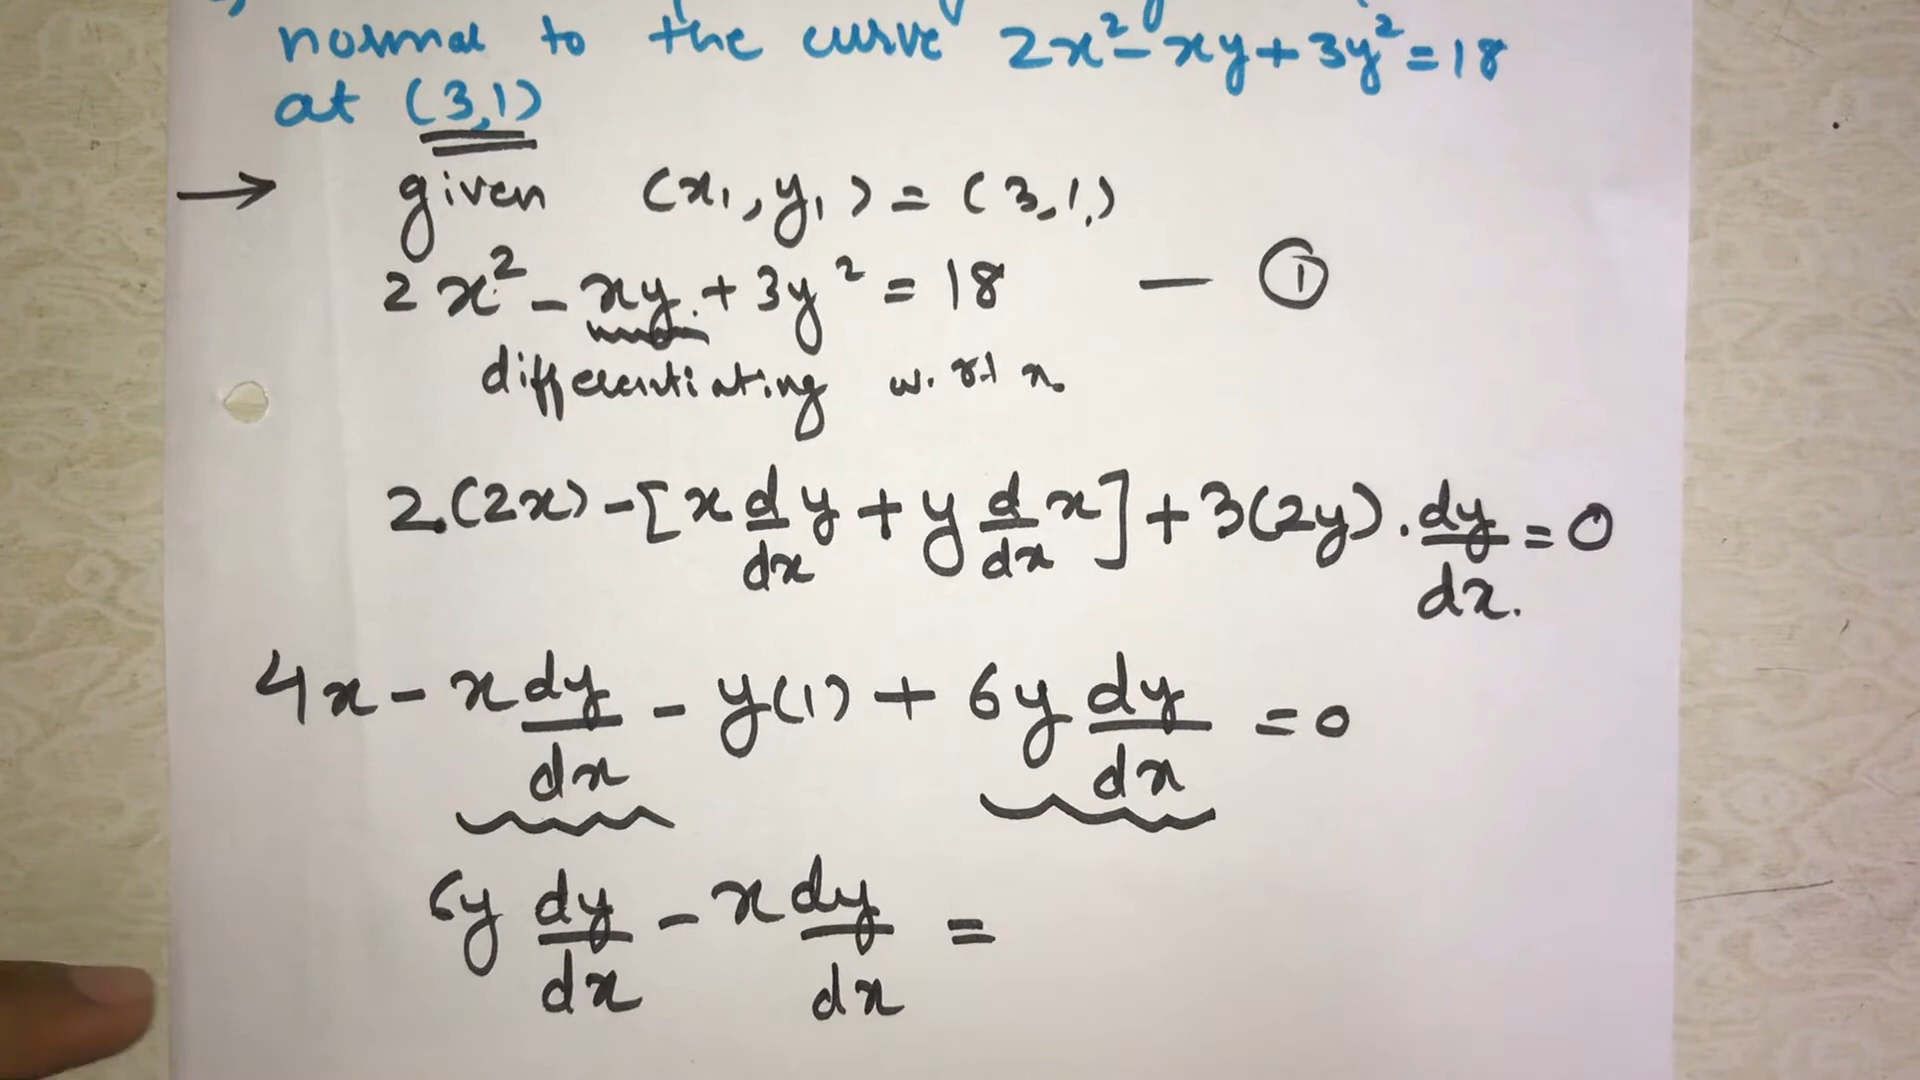 normal to the curve 2x²-xy+3y²=18
at (3,1)
→ given (x₁,y₁)=(3,1)
2x²-xy+3y²=18 — ①
differentiating w.r.t x.
2(2x)-[x d/dx y+y d/dx x]+3(2y).dy/dx=0
4x-x dy/dx-y(1)+6y dy/dx=0
6y dy/dx-x dy/dx=